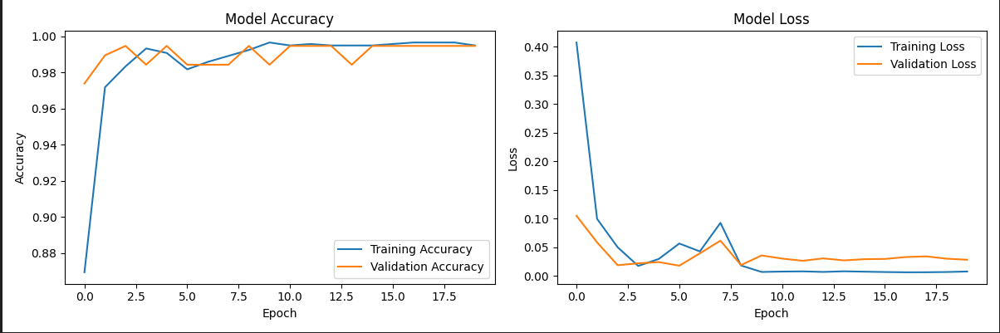 Model Accuracy
1.00
0.98
0.96
0.94
0.92
0.90
0.88
Accuracy
0.0 2.5 5.0 7.5 10.0 12.5 15.0 17.5
Epoch
Training Accuracy
Validation Accuracy
Model Loss
0.40
0.35
0.30
0.25
0.20
0.15
0.10
0.05
0.00
Loss
0.0 2.5 5.0 7.5 10.0 12.5 15.0 17.5
Epoch
Training Loss
Validation Loss